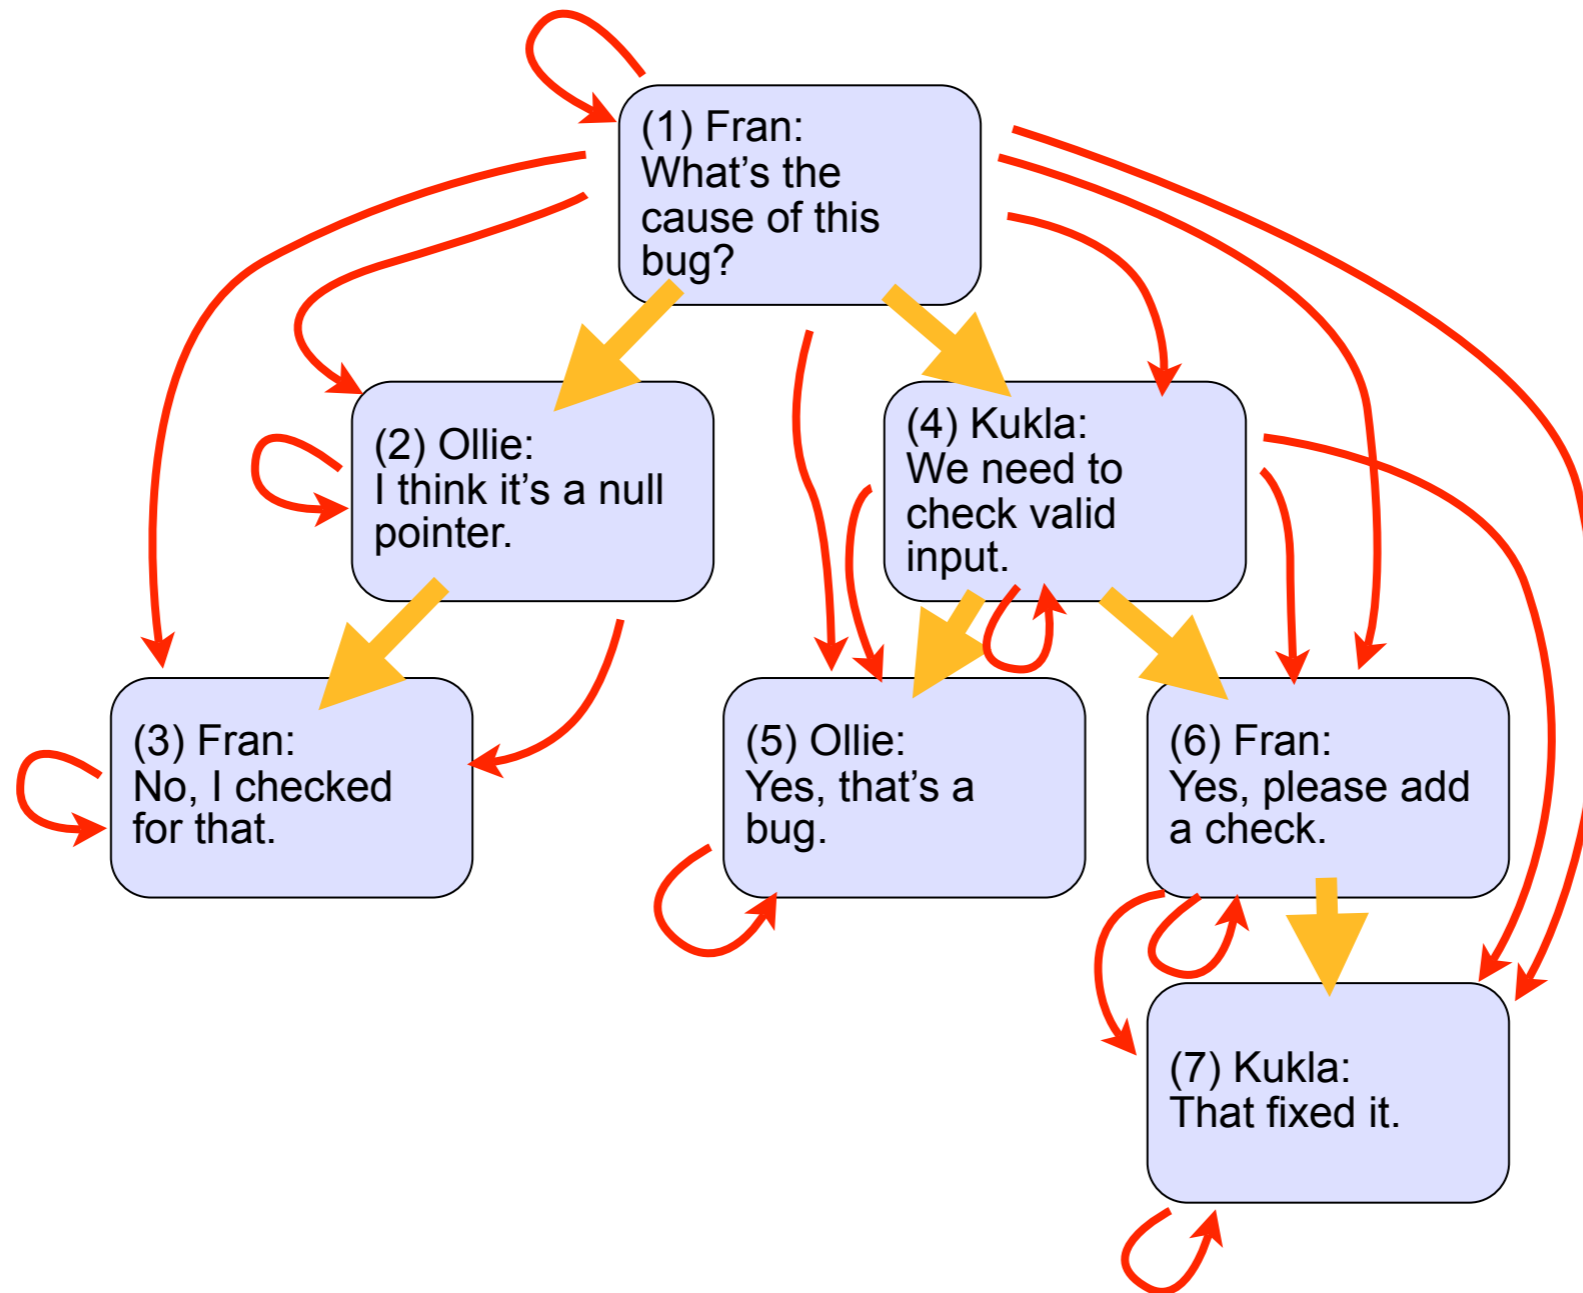 (1) Fran:
What’s the
cause of this
bug?
(2) Ollie:
I think it’s a null
pointer.
(4) Kukla:
We need to
check valid
input.
(3) Fran:
No, I checked
for that.
(5) Ollie:
Yes, that’s a
bug.
(6) Fran:
Yes, please add
a check.
(7) Kukla:
That fixed it.